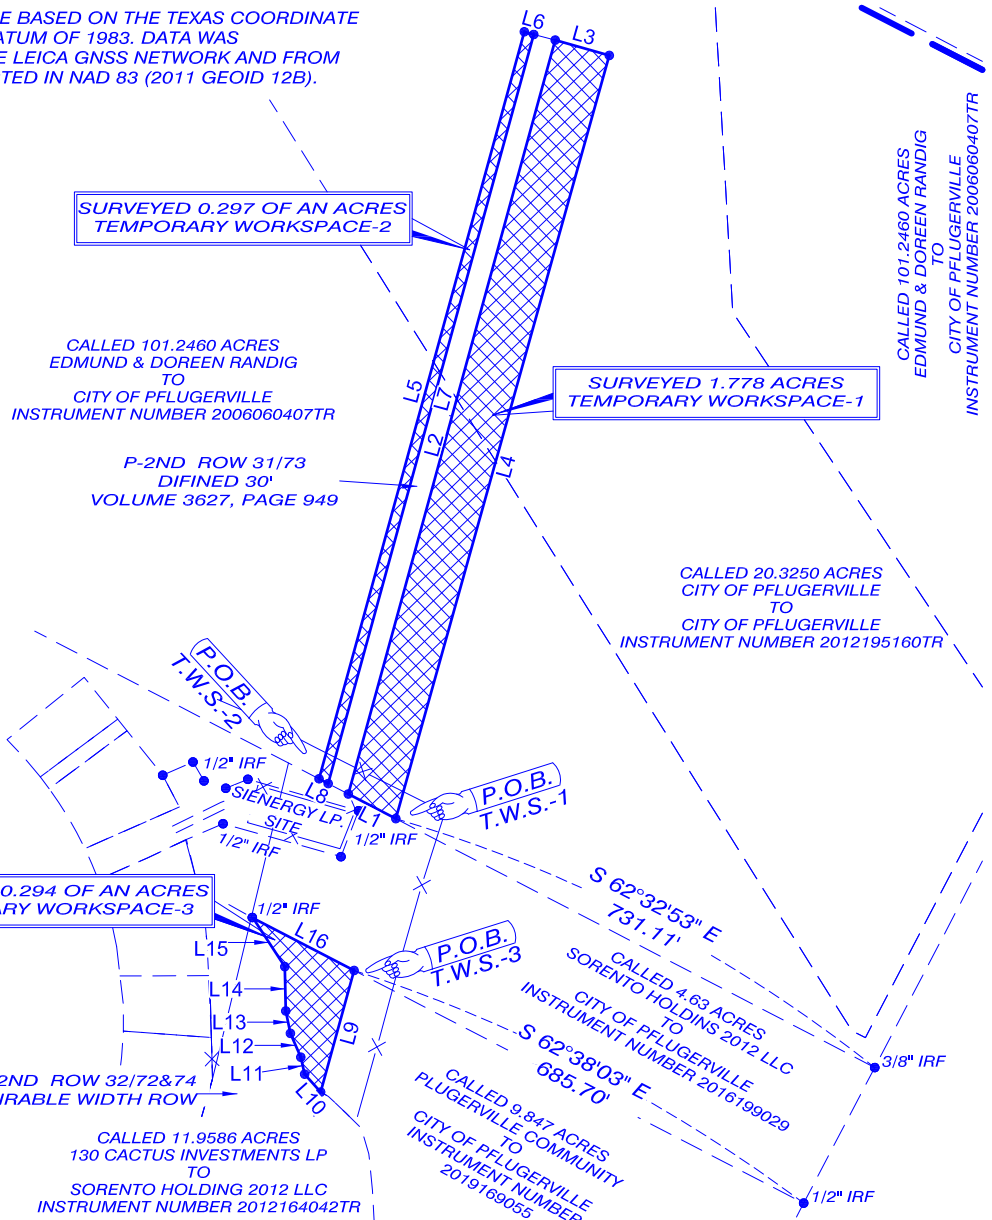 E BASED ON THE TEXAS COORDINATE
ATUM OF 1983. DATA WAS
E LEICA GNSS NETWORK AND FROM
TED IN NAD 83 (2011 GEOID 12B).
L6
L3
CALLED 101.2460 ACRES
EDMUND & DOREEN RANDIG
TO
CITY OF PFLUGERVILLE
INSTRUMENT NUMBER 2006060407TR
SURVEYED 0.297 OF AN ACRES
TEMPORARY WORKSPACE-2
CALLED 101.2460 ACRES
EDMUND & DOREEN RANDIG
TO
CITY OF PFLUGERVILLE
INSTRUMENT NUMBER 2006060407TR
L5
L7
L2
L4
SURVEYED 1.778 ACRES
TEMPORARY WORKSPACE-1
P-2ND ROW 31/73
DIFINED 30'
VOLUME 3627, PAGE 949
CALLED 20.3250 ACRES
CITY OF PFLUGERVILLE
TO
CITY OF PFLUGERVILLE
INSTRUMENT NUMBER 2012195160TR
P.O.B.
T.W.S.-2
1/2" IRF
L8
L1
SIENERGY LP.
SITE
1/2" IRF
1/2" IRF
P.O.B.
T.W.S.-1
S 62°32'53" E
731.11'
0.294 OF AN ACRES
ARY WORKSPACE-3
1/2" IRF
L16
L15
L14
L13
L12
L11
L10
L9
P.O.B.
T.W.S.-3
CALLED 4.63 ACRES
SORENTO HOLDINS 2012 LLC
TO
CITY OF PFLUGERVILLE
INSTRUMENT NUMBER 2016199029
3/8" IRF
S 62°38'03" E
685.70'
2ND ROW 32/72&74
IRABLE WIDTH ROW
CALLED 9.847 ACRES
PLUGERVILLE COMMUNITY
TO
CITY OF PFLUGERVILLE
INSTRUMENT NUMBER
2019169055
1/2" IRF
CALLED 11.9586 ACRES
130 CACTUS INVESTMENTS LP
TO
SORENTO HOLDING 2012 LLC
INSTRUMENT NUMBER 2012164042TR